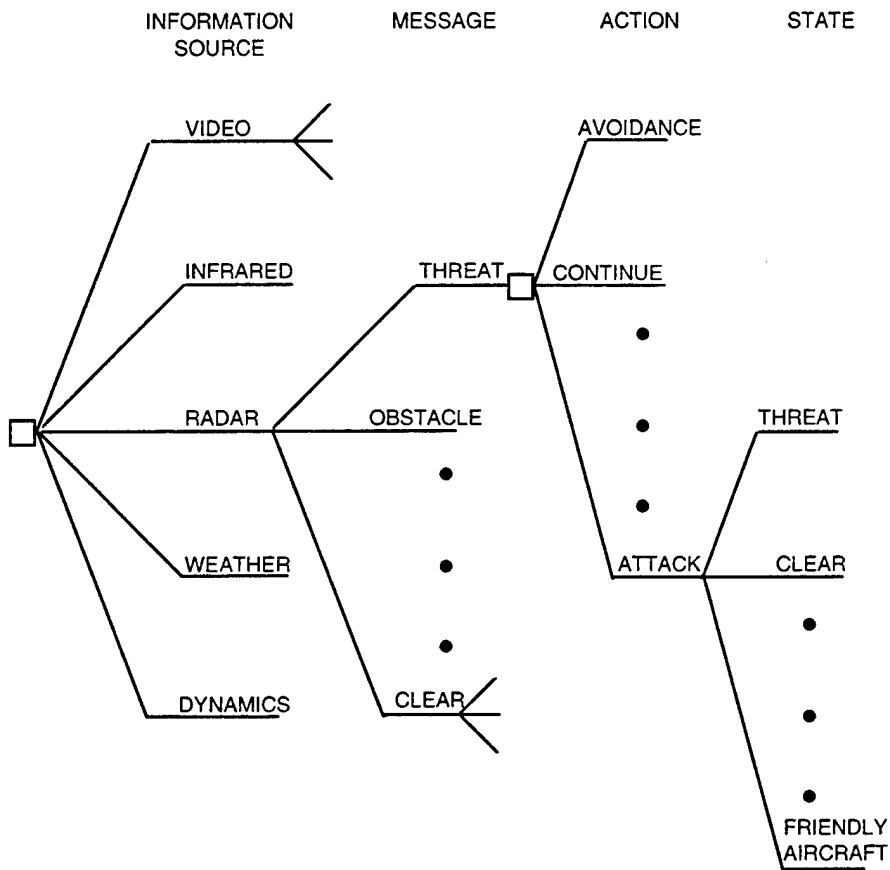 INFORMATION
SOURCE
MESSAGE
ACTION
STATE
VIDEO
AVOIDANCE
INFRARED
THREAT
CONTINUE
RADAR
OBSTACLE
THREAT
WEATHER
ATTACK
CLEAR
DYNAMICS
CLEAR
FRIENDLY
AIRCRAFT